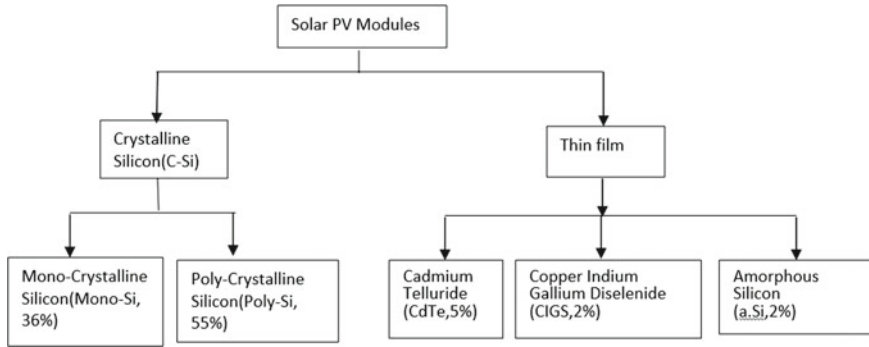 Solar PV Modules
Crystalline
Silicon(C-Si)
Thin film
Mono-Crystalline
Silicon(Mono-Si,
36%)
Poly-Crystalline
Silicon(Poly-Si,
55%)
Cadmium
Telluride
(CdTe,5%)
Copper Indium
Gallium Diselenide
(CIGS,2%)
Amorphous
Silicon
(a.Si,2%)